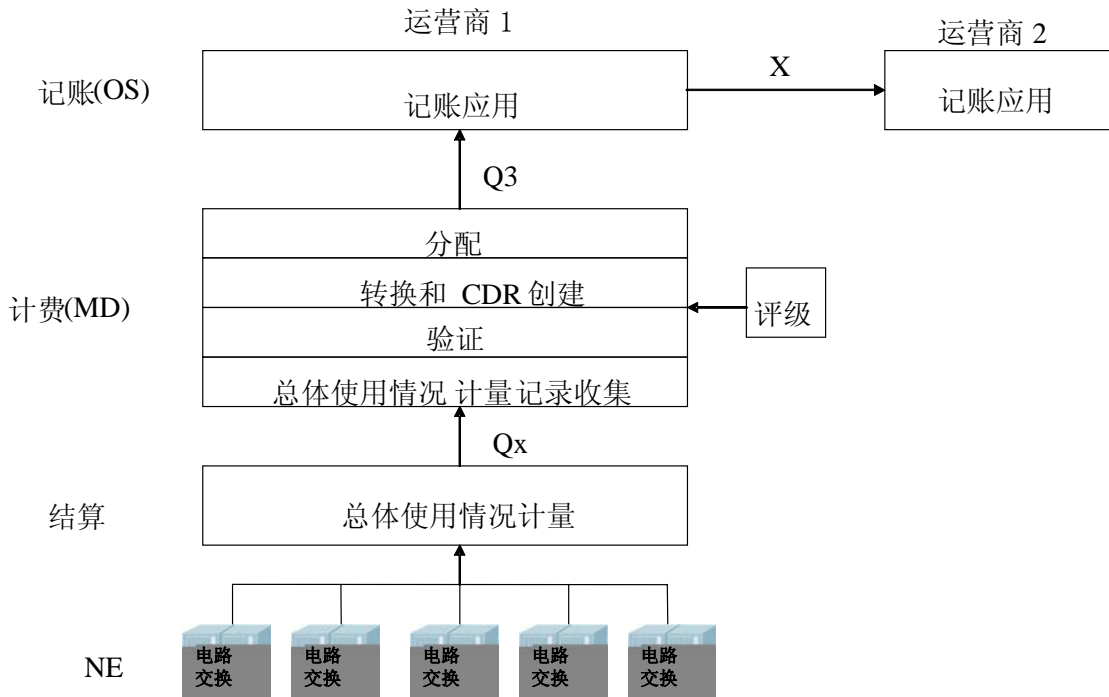 运营商 1
运营商 2
记账(OS)
记账应用
X
记账应用
Q3
分配
计费(MD)
转换和 CDR 创建
评级
验证
总体使用情况 计量记录收集
Qx
结算
总体使用情况计量
NE
电路
交换
电路
交换
电路
交换
电路
交换
电路
交换